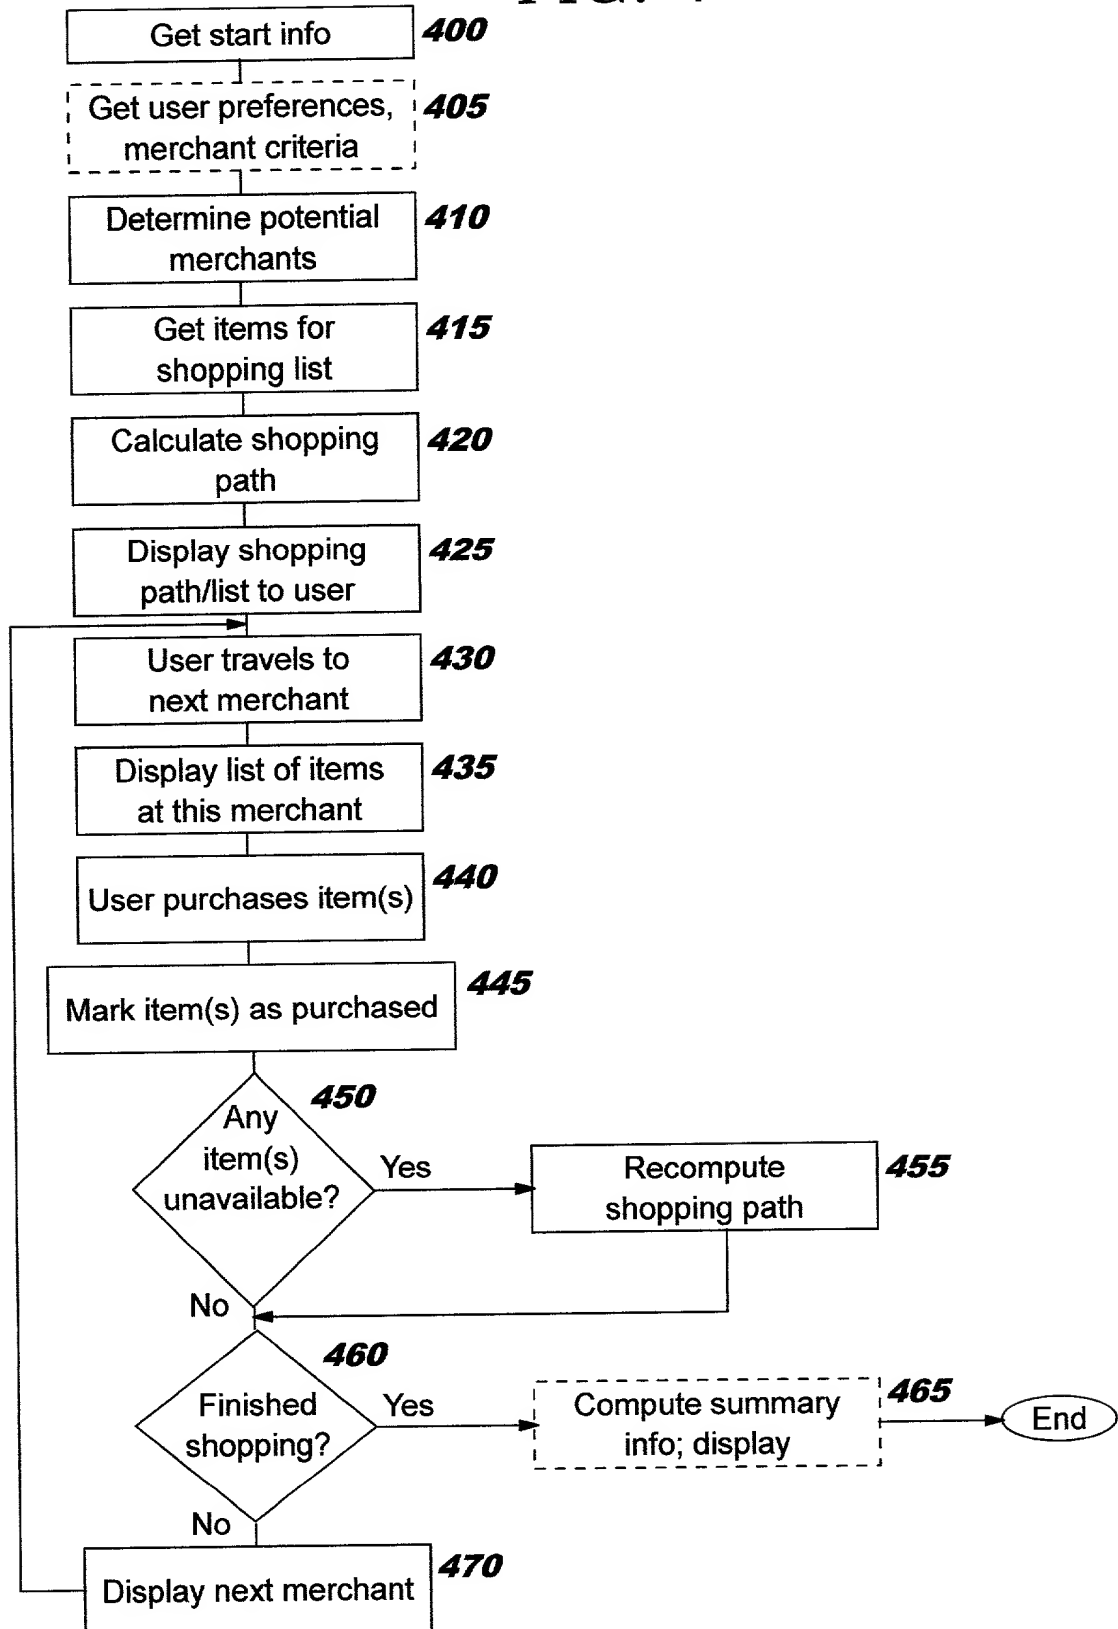 Get start info 400
Get user preferences, 405
merchant criteria
Determine potential 410
merchants
Get items for 415
shopping list
Calculate shopping 420
path
Display shopping 425
path/list to user
User travels to 430
next merchant
Display list of items 435
at this merchant
User purchases item(s) 440
Mark item(s) as purchased 445
450
Any
item(s)
unavailable?
Yes
Recompute 455
shopping path
No
460
Finished
shopping?
Yes
Compute summary 465
info; display
End
No
Display next merchant 470